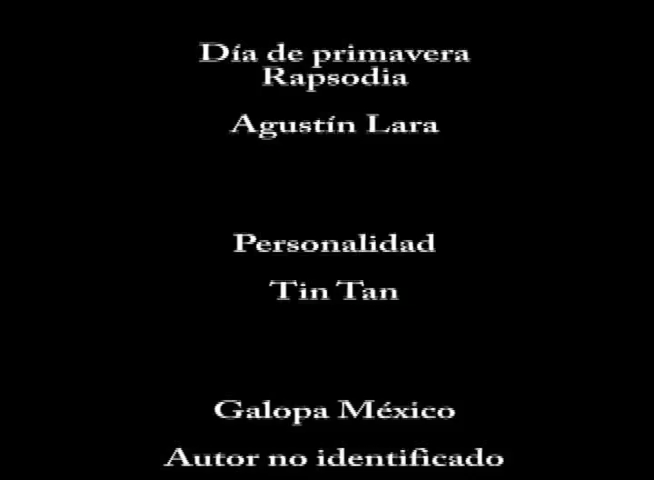 Día de primavera
Rapsodia
Agustín Lara
Personalidad
Tin Tan
Galopa México
Autor no identificado